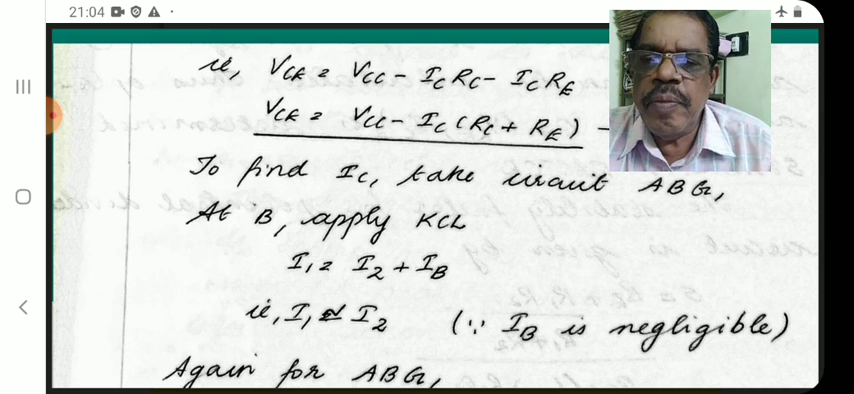 21:04
ie, VCE = VCC - ICRC - ICRE
VCE = VCC - IC (RC + RE) -
To find IC, take circuit ABG,
At B, apply KCL
I1 = I2 + IB
ie, I1 ≈ I2 (∵ IB is negligible)
Again for ABG,